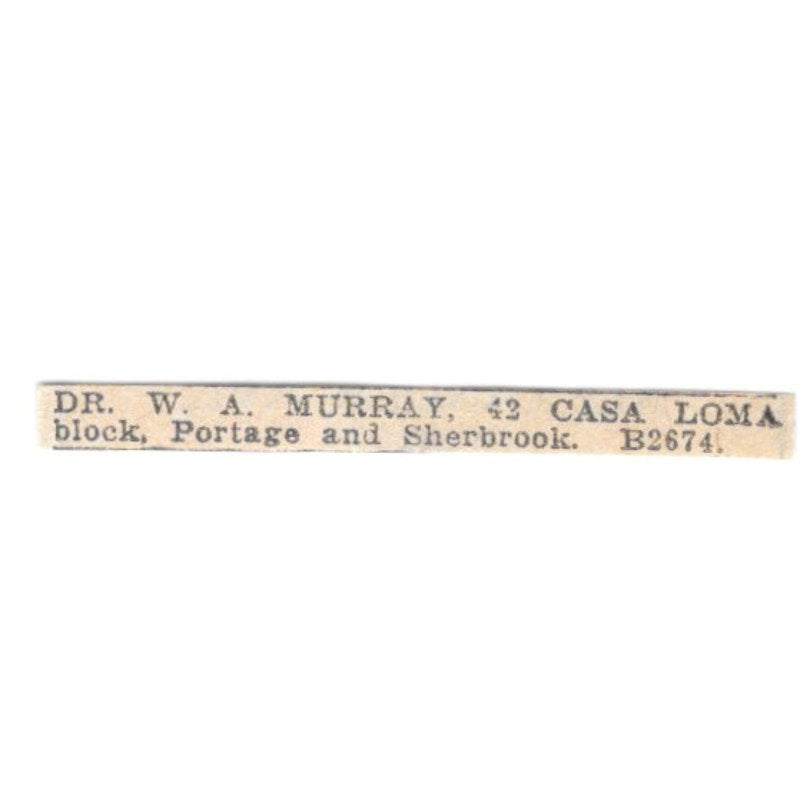 DR. W. A. MURRAY, 42 CASA LOMA
block, Portage and Sherbrook. B2674.